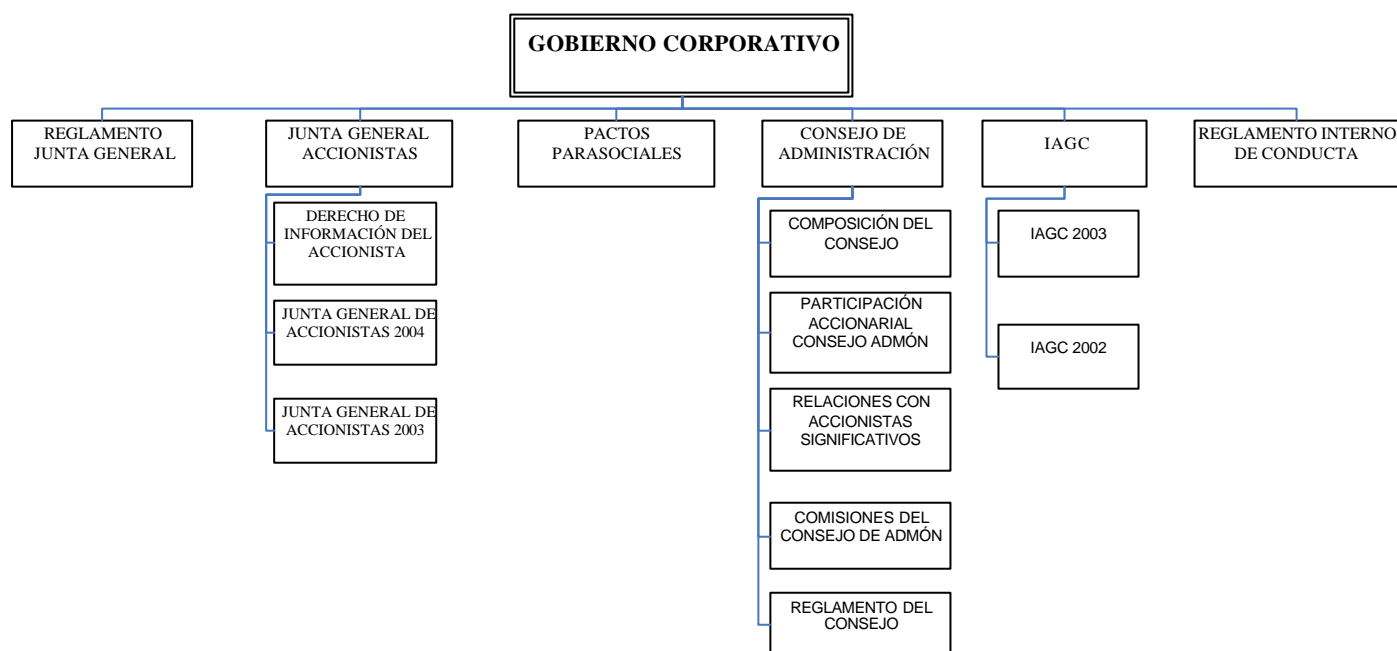 GOBIERNO CORPORATIVO
REGLAMENTO
JUNTA GENERAL
JUNTA GENERAL
ACCIONISTAS
PACTOS
PARASOCIALES
CONSEJO DE
ADMINISTRACIÓN
IAGC
REGLAMENTO INTERNO
DE CONDUCTA
DERECHO DE
INFORMACIÓN DEL
ACCIONISTA
JUNTA GENERAL DE
ACCIONISTAS 2004
JUNTA GENERAL DE
ACCIONISTAS 2003
COMPOSICIÓN DEL
CONSEJO
PARTICIPACIÓN
ACCIONARIAL
CONSEJO ADMÓN
RELACIONES CON
ACCIONISTAS
SIGNIFICATIVOS
COMISIONES DEL
CONSEJO DE ADMÓN
REGLAMENTO DEL
CONSEJO
IAGC 2003
IAGC 2002